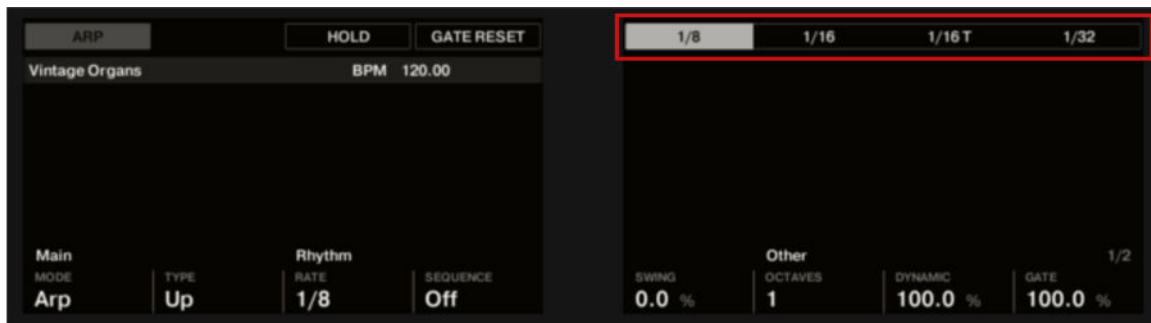 ARP HOLD GATE RESET
Vintage Organs BPM 120.00
Main Rhythm
MODE TYPE RATE SEQUENCE
Arp Up 1/8 Off
1/8 1/16 1/16 T 1/32
Other 1/2
SWING OCTAVES DYNAMIC GATE
0.0 % 1 100.0 % 100.0 %